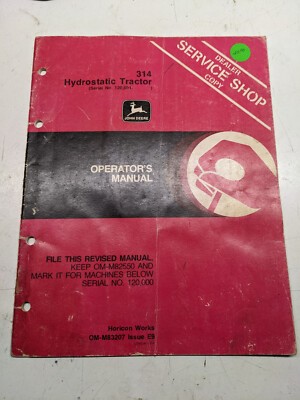 314
Hydrostatic Tractor
DEALER
SERVICE SHOP
COPY
JOHN DEERE
OPERATOR'S
MANUAL
FILE THIS REVISED MANUAL.
KEEP OM-M82550 AND
MARK IT FOR MACHINES BELOW
SERIAL NO. 120,000
Horicon Works
OM-M83207 Issue E9